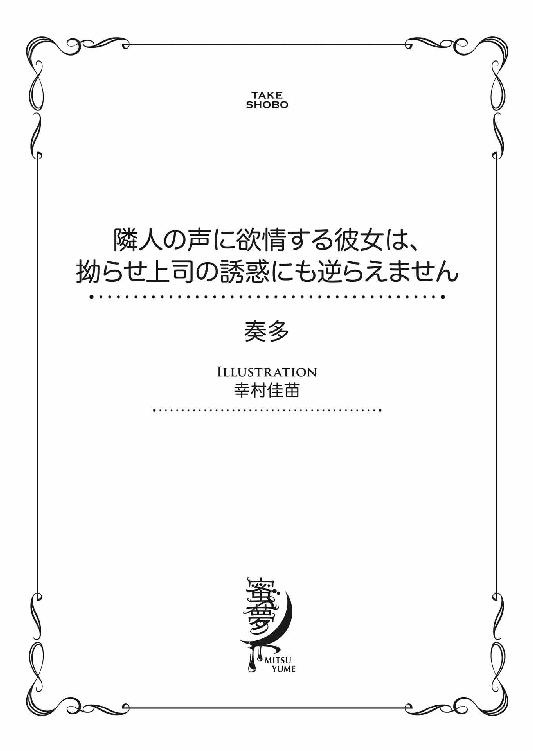 TAKE
SHOBO
隣人の声に欲情する彼女は、
拗らせ上司の誘惑にも逆らえません
奏多
ILLUSTRATION
幸村佳苗
蜜夢
MITSU
YUME